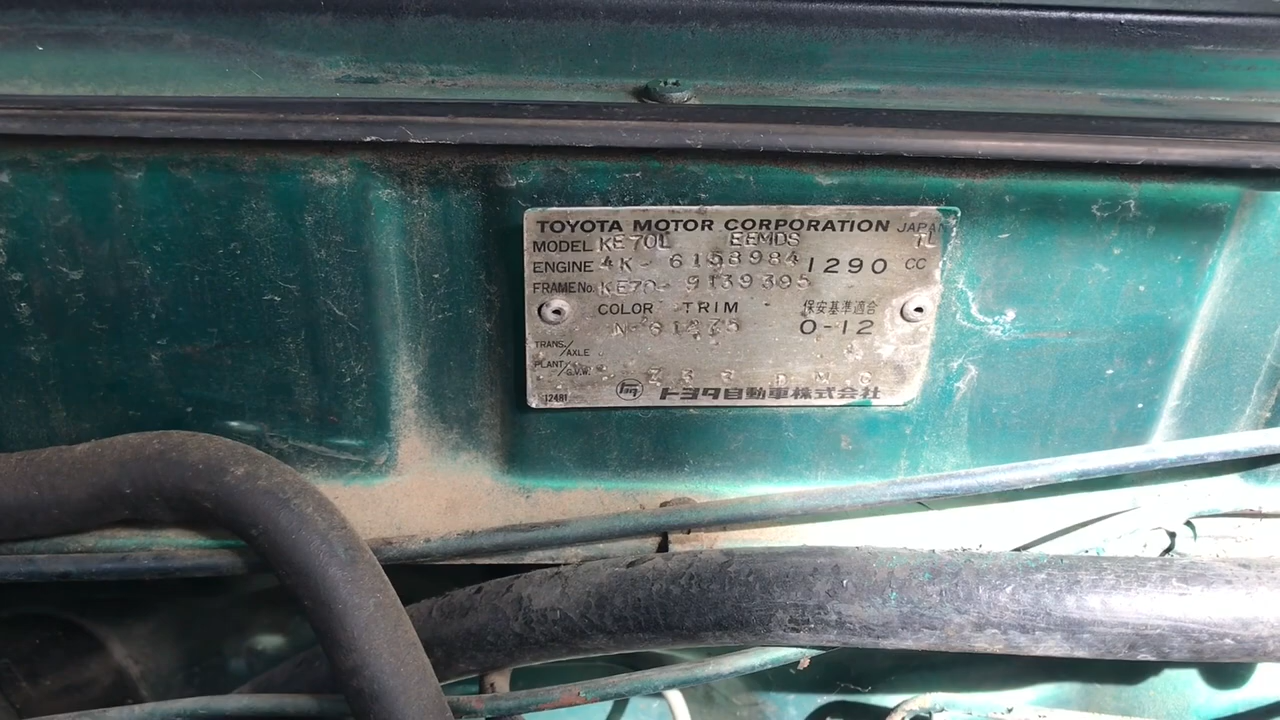 TOYOTA MOTOR CORPORATION JAPAN
MODEL KE70L EEMDS TL
ENGINE 4K- 6158984 1290 CC
FRAME No. KE70- 9139395
COLOR TRIM 保安基準適合
0-12
TRANS./AXLE
PLANT/G.V.W.
12481 トヨタ自動車株式会社